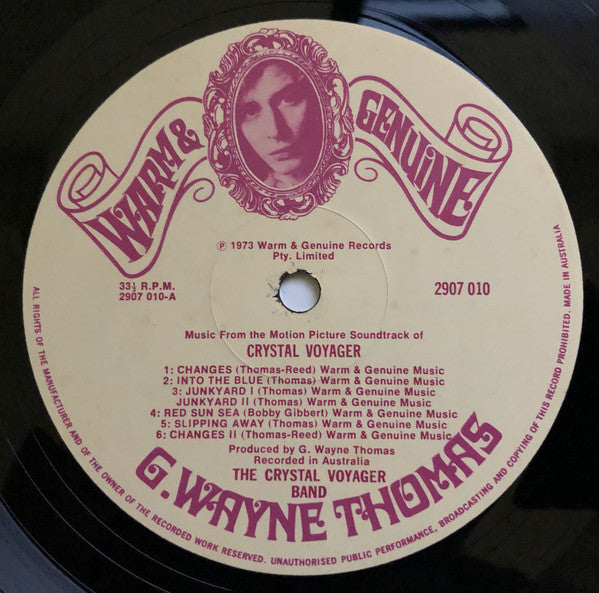 WARM & GENUINE
℗ 1973 Warm & Genuine Records
Pty. Limited
33⅓ R.P.M.
2907 010-A
2907 010
Music From the Motion Picture Soundtrack of
CRYSTAL VOYAGER
1: CHANGES (Thomas-Reed) Warm & Genuine Music
2: INTO THE BLUE (Thomas) Warm & Genuine Music
3: JUNKYARD I (Thomas) Warm & Genuine Music
JUNKYARD II (Thomas) Warm & Genuine Music
4: RED SUN SEA (Bobby Gibbert) Warm & Genuine Music
5: SLIPPING AWAY (Thomas) Warm & Genuine Music
6: CHANGES II (Thomas-Reed) Warm & Genuine Music
Produced by G. Wayne Thomas
Recorded in Australia
THE CRYSTAL VOYAGER
BAND
G. WAYNE THOMAS
ALL RIGHTS OF THE MANUFACTURER AND OF THE OWNER OF THE RECORDED WORK RESERVED. UNAUTHORISED PUBLIC PERFORMANCE, BROADCASTING AND COPYING OF THIS RECORD PROHIBITED. MADE IN AUSTRALIA